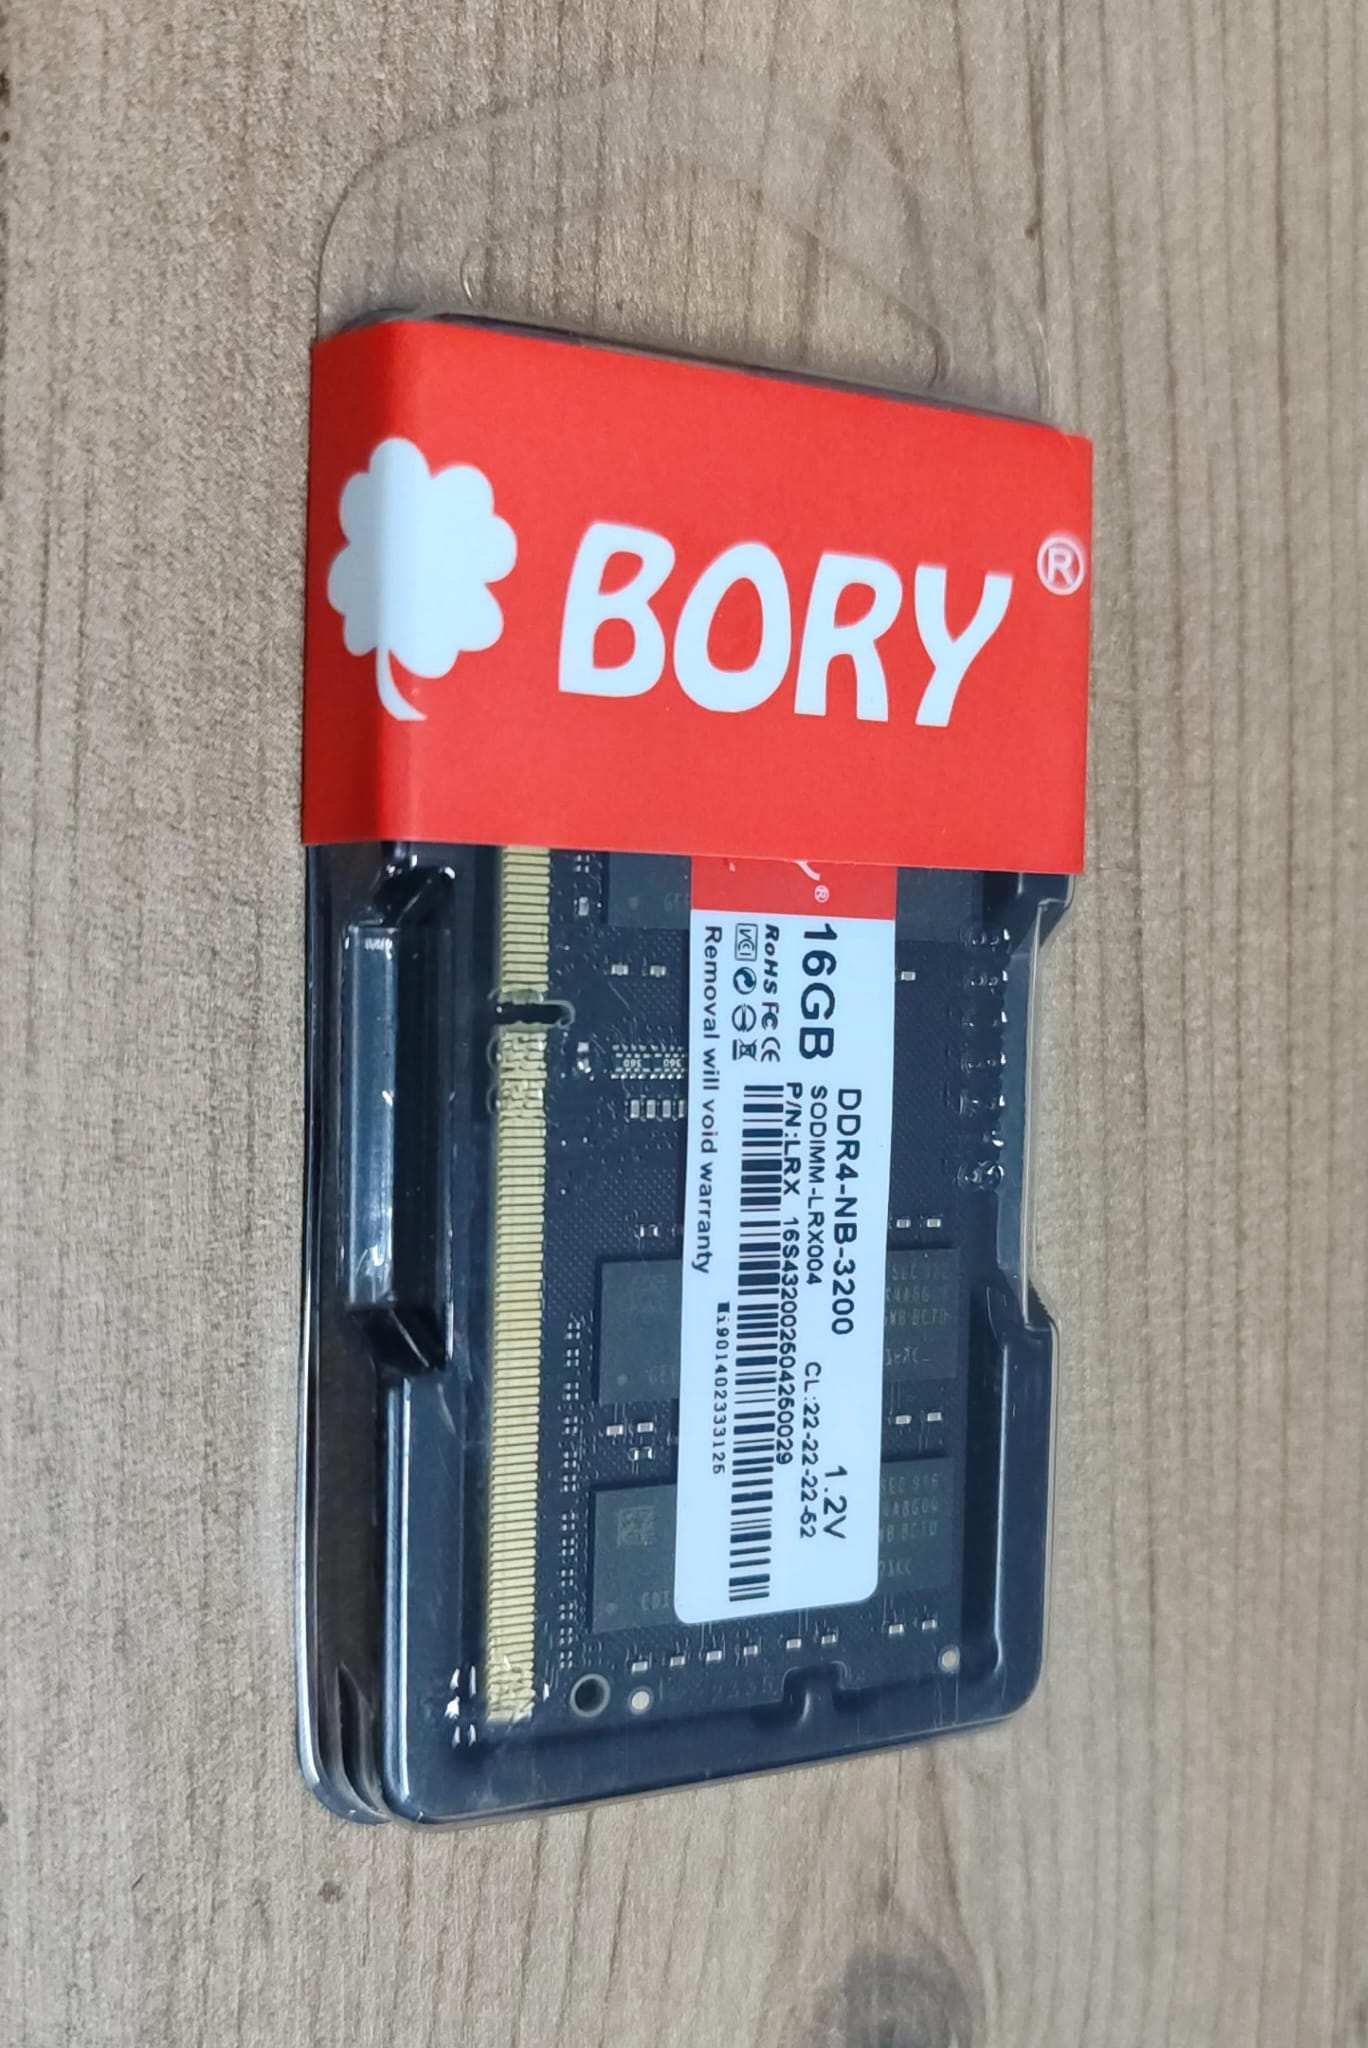 BORY®
®
16GB
DDR4-NB-3200 1.2V
SODIMM-LRX004 CL:22-22-22-52
P/N:LRX 16S432002504250029
RoHS FC CE
Removal will void warranty